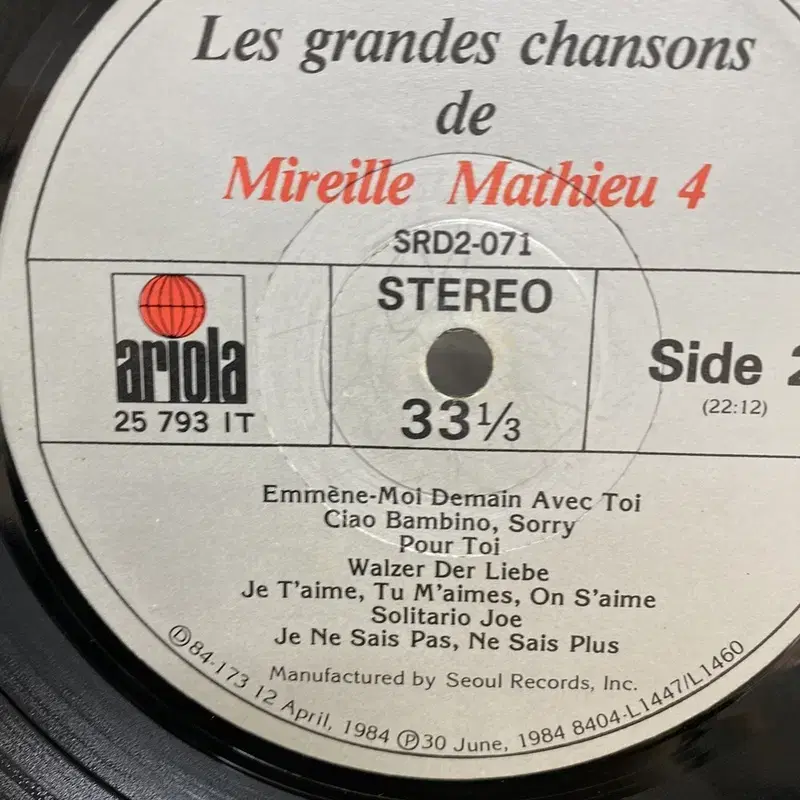 Les grandes chansons
de
Mireille Mathieu 4
SRD2-071
ariola
25 793 IT
STEREO
33⅓
Side 2
(22:12)
Emmène-Moi Demain Avec Toi
Ciao Bambino, Sorry
Pour Toi
Walzer Der Liebe
Je T'aime, Tu M'aimes, On S'aime
Solitario Joe
Je Ne Sais Pas, Ne Sais Plus
Manufactured by Seoul Records, Inc.
Ⓓ84-173 12 April, 1984 Ⓟ30 June, 1984 8404-L1447/L1460